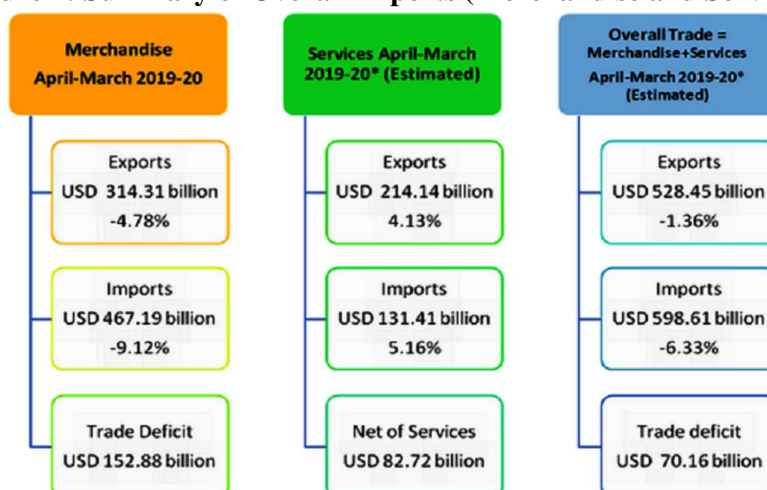 Summary of Overall
Merchandise
April-March 2019-20
Exports
USD 314.31 billion
-4.78%
Imports
USD 467.19 billion
-9.12%
Trade Deficit
USD 152.88 billion
Services April-March
2019-20* (Estimated)
Exports
USD 214.14 billion
4.13%
Imports
USD 131.41 billion
5.16%
Net of Services
USD 82.72 billion
Overall Trade =
Merchandise+Services
April-March 2019-20*
(Estimated)
Exports
USD 528.45 billion
-1.36%
Imports
USD 598.61 billion
-6.33%
Trade deficit
USD 70.16 billion